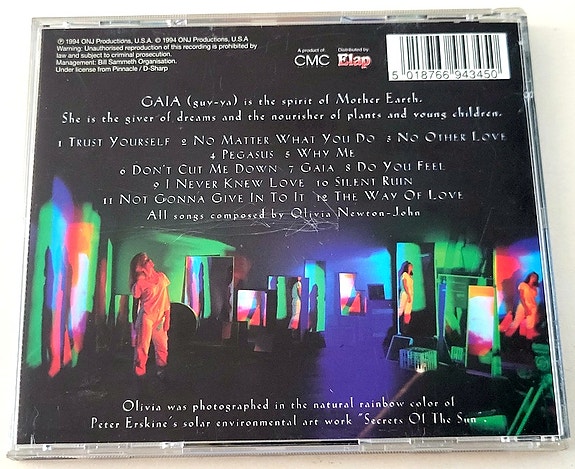 ℗ 1994 ONJ Productions, U.S.A. © 1994 ONJ Productions, U.S.A
Warning: Unauthorised reproduction of this recording is prohibited by
law and subject to criminal prosecution.
Management: Bill Sammeth Organisation.
Under license from Pinnacle / D-Sharp
A product of
CMC
Distributed by
Elap
5 018766 943450
GAIA (guy-ya) is the spirit of Mother Earth.
She is the giver of dreams and the nourisher of plants and young children.
1 TRUST YOURSELF 2 NO MATTER WHAT YOU DO 3 NO OTHER LOVE
4 PEGASUS 5 WHY ME
6 DON'T CUT ME DOWN 7 GAIA 8 DO YOU FEEL
9 I NEVER KNEW LOVE 10 SILENT RUIN
11 NOT GONNA GIVE IN TO IT 12 THE WAY OF LOVE
All songs composed by Olivia Newton-John
Olivia was photographed in the natural rainbow color of
Peter Erskine's solar environmental art work "Secrets Of The Sun"